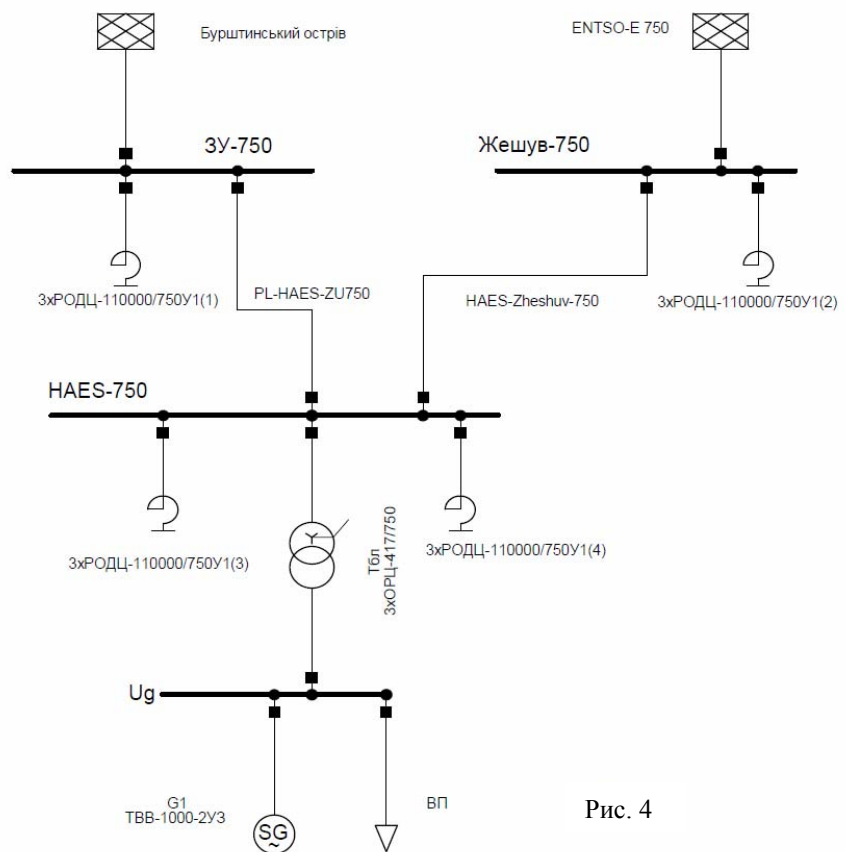 Бурштинський острів
ENTSO-E 750
ЗУ-750
Жешув-750
3хРОДЦ-110000/750У1(1)
PL-HAES-ZU750
HAES-Zheshuv-750
3хРОДЦ-110000/750У1(2)
HAES-750
3хРОДЦ-110000/750У1(3)
Тбл
3хОРЦ-417/750
3хРОДЦ-110000/750У1(4)
Ug
G1
ТВВ-1000-2У3
SG
~
ВП
Рис. 4